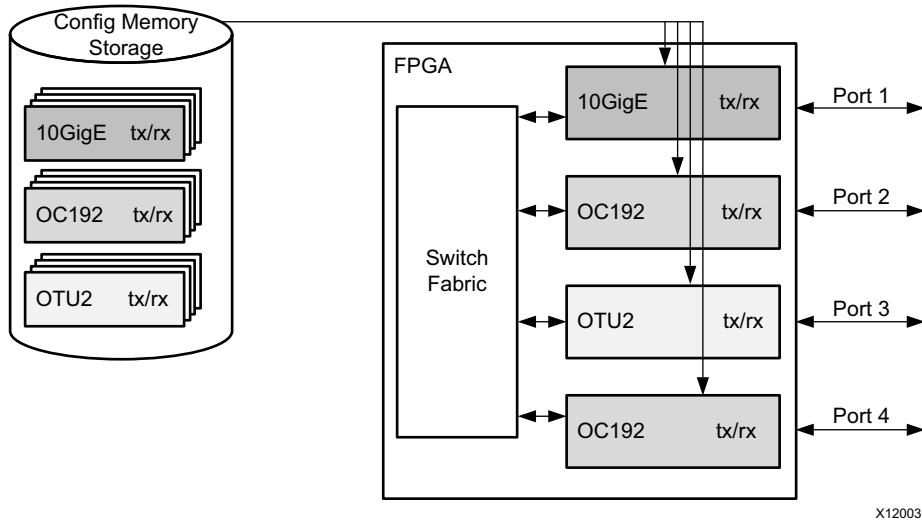 Config Memory
Storage
10GigE tx/rx
OC192 tx/rx
OTU2 tx/rx
FPGA
Switch
Fabric
10GigE tx/rx
OC192 tx/rx
OTU2 tx/rx
OC192 tx/rx
Port 1
Port 2
Port 3
Port 4
X12003